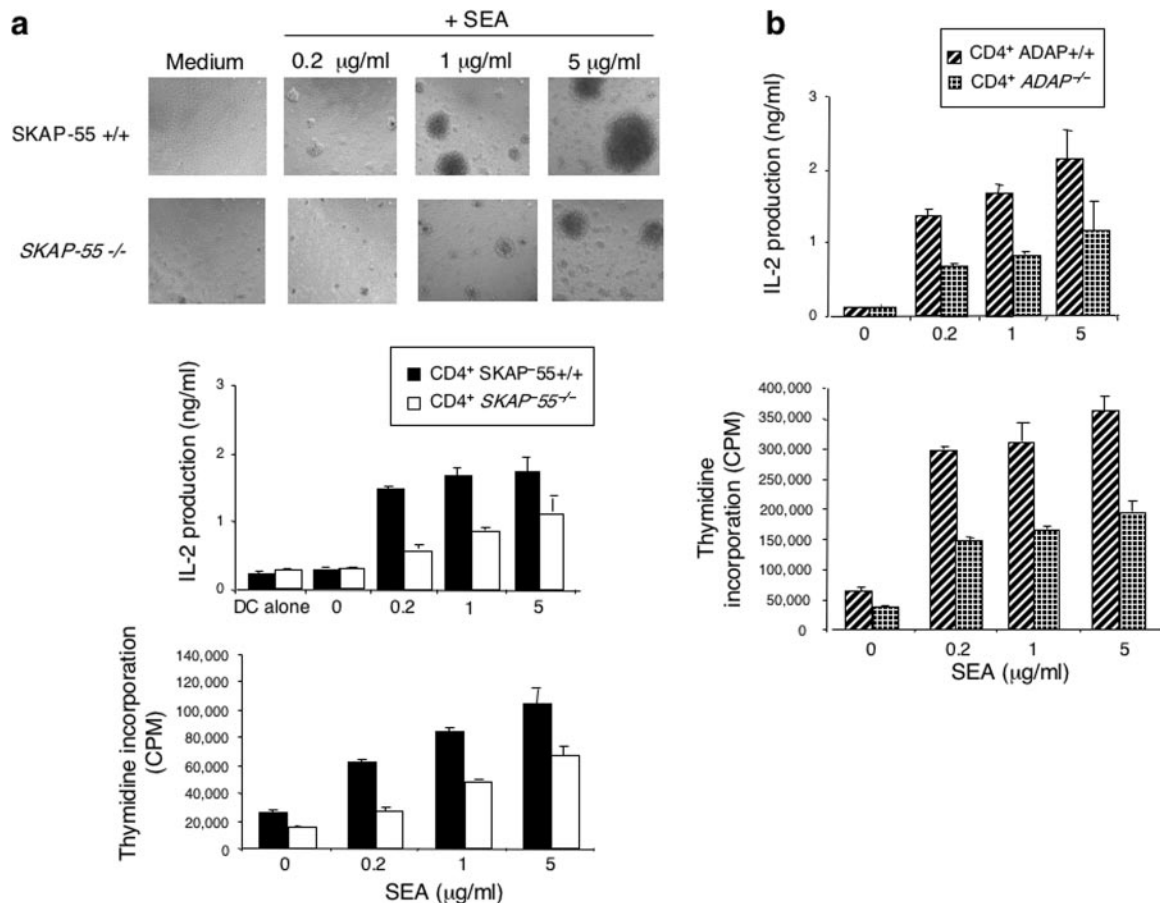 a
+ SEA
Medium
0.2 μg/ml
1 μg/ml
5 μg/ml
SKAP-55 +/+
SKAP-55 -/-
CD4⁺ SKAP⁻55+/+
CD4⁺ SKAP⁻55⁻/⁻
IL-2 production (ng/ml)
3
2
1
0
DC alone 0 0.2 1 5
Thymidine incorporation
(CPM)
140,000
120,000
100,000
80,000
60,000
40,000
20,000
0
0 0.2 1 5
SEA (μg/ml)
b
CD4⁺ ADAP+/+
CD4⁺ ADAP⁻/⁻
IL-2 production (ng/ml)
3
2
1
0
0 0.2 1 5
Thymidine
incorporation (CPM)
400,000
350,000
300,000
250,000
200,000
150,000
100,000
50,000
0
0 0.2 1 5
SEA (μg/ml)